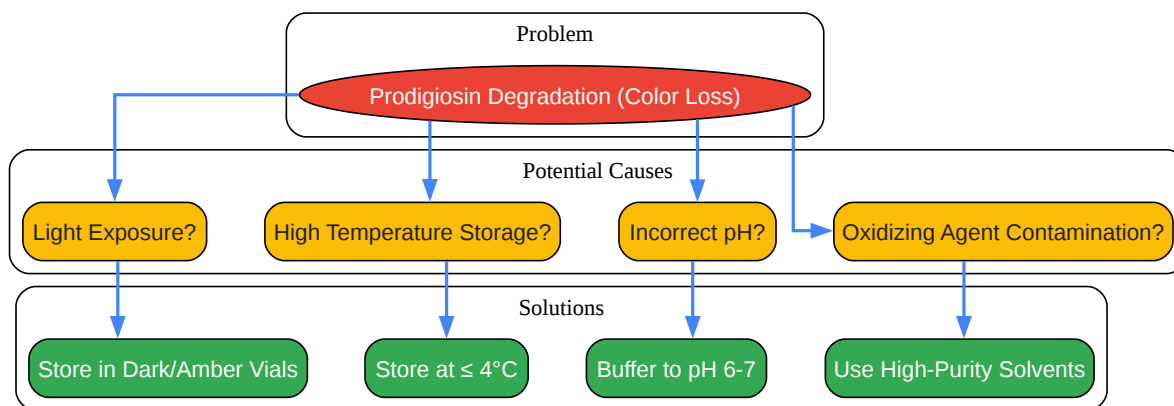 Problem
Prodigiosin Degradation (Color Loss)
Potential Causes
Light Exposure?
High Temperature Storage?
Incorrect pH?
Oxidizing Agent Contamination?
Solutions
Store in Dark/Amber Vials
Store at ≤ 4°C
Buffer to pH 6-7
Use High-Purity Solvents